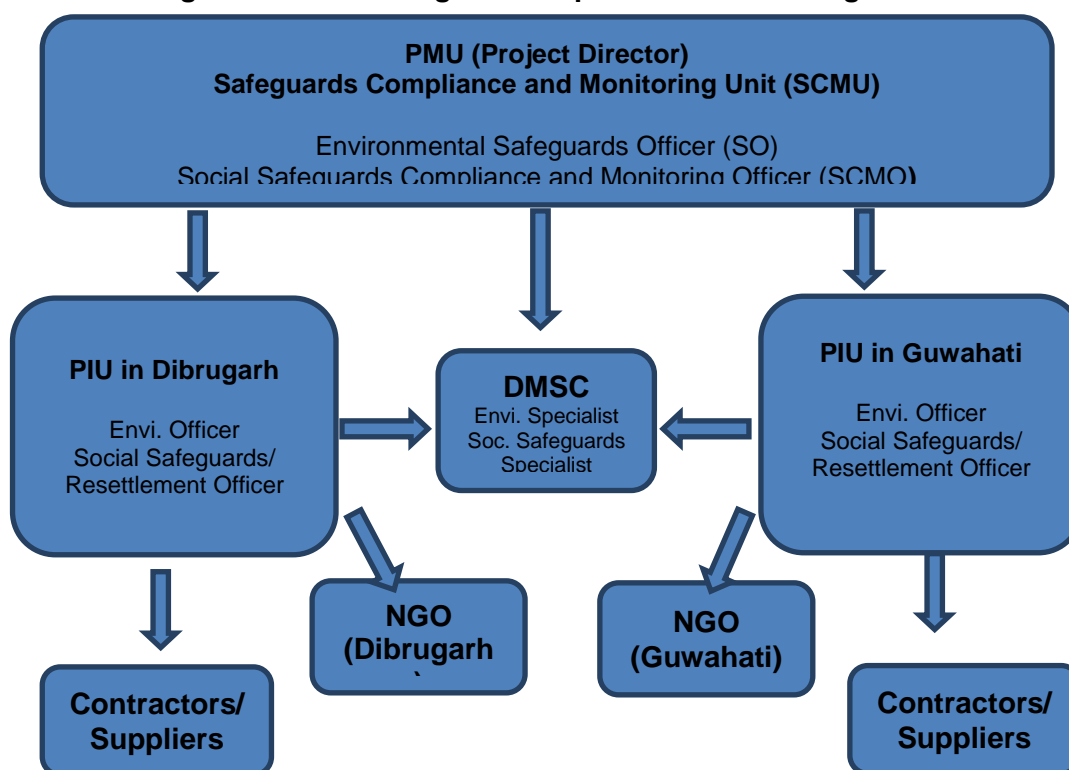 PMU (Project Director)
Safeguards Compliance and Monitoring Unit (SCMU)
Environmental Safeguards Officer (SO)
Social Safeguards Compliance and Monitoring Officer (SCMO)
PIU in Dibrugarh
Envi. Officer
Social Safeguards/
Resettlement Officer
DMSC
Envi. Specialist
Soc. Safeguards
Specialist
PIU in Guwahati
Envi. Officer
Social Safeguards/
Resettlement Officer
NGO
(Dibrugarh
)
NGO
(Guwahati)
Contractors/
Suppliers
Contractors/
Suppliers